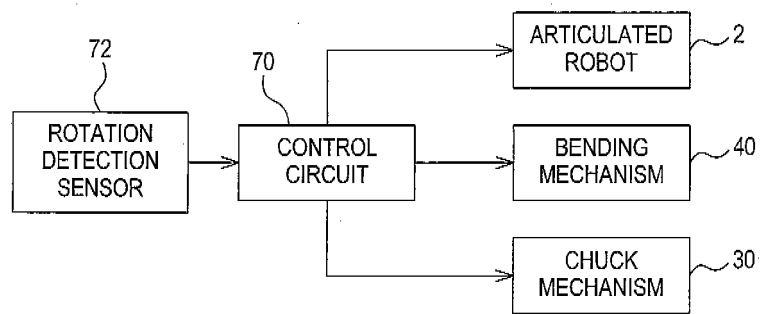 72
ROTATION
DETECTION
SENSOR
70
CONTROL
CIRCUIT
ARTICULATED
ROBOT
2
BENDING
MECHANISM
40
CHUCK
MECHANISM
30